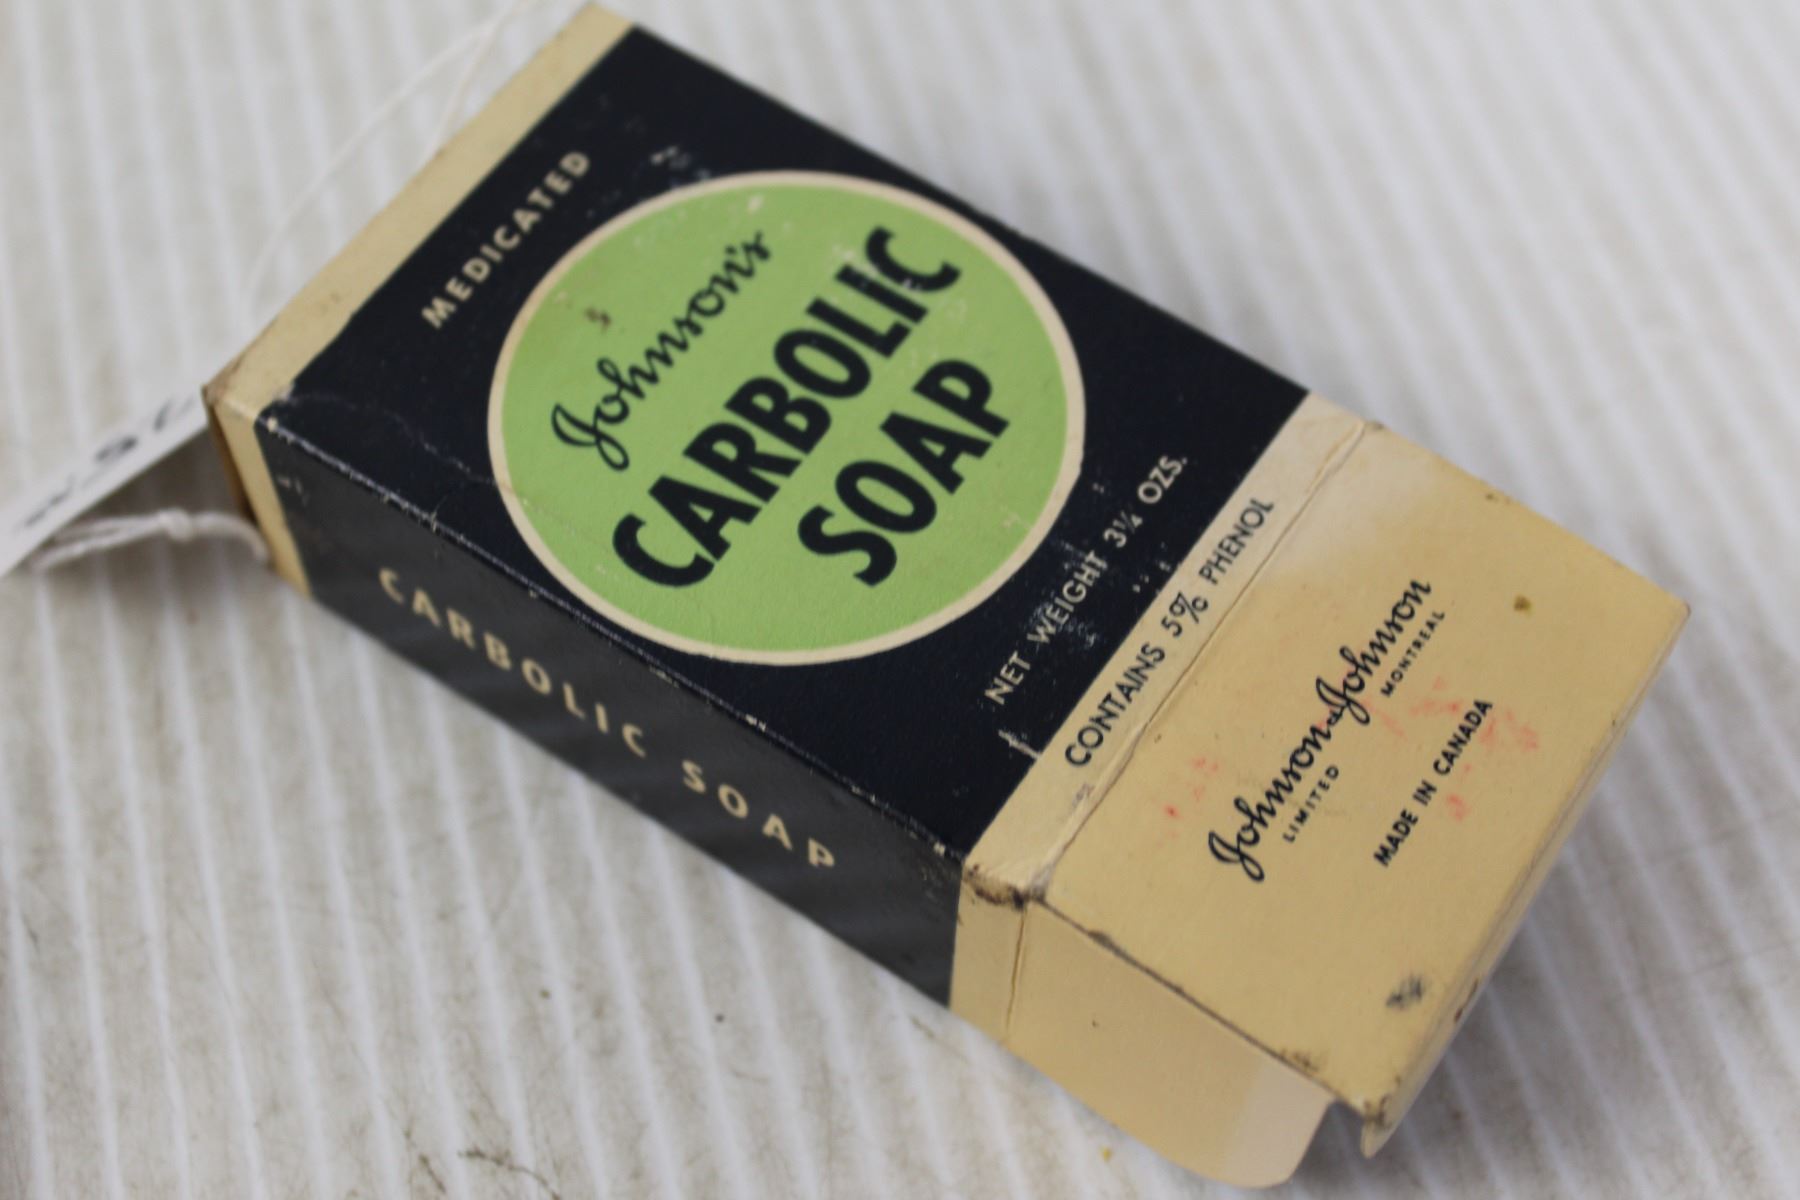 MEDICATED
Johnson's
CARBOLIC
SOAP
NET WEIGHT 3¼ OZS.
CONTAINS 5% PHENOL
Johnson & Johnson
LIMITED MONTREAL
MADE IN CANADA
CARBOLIC SOAP